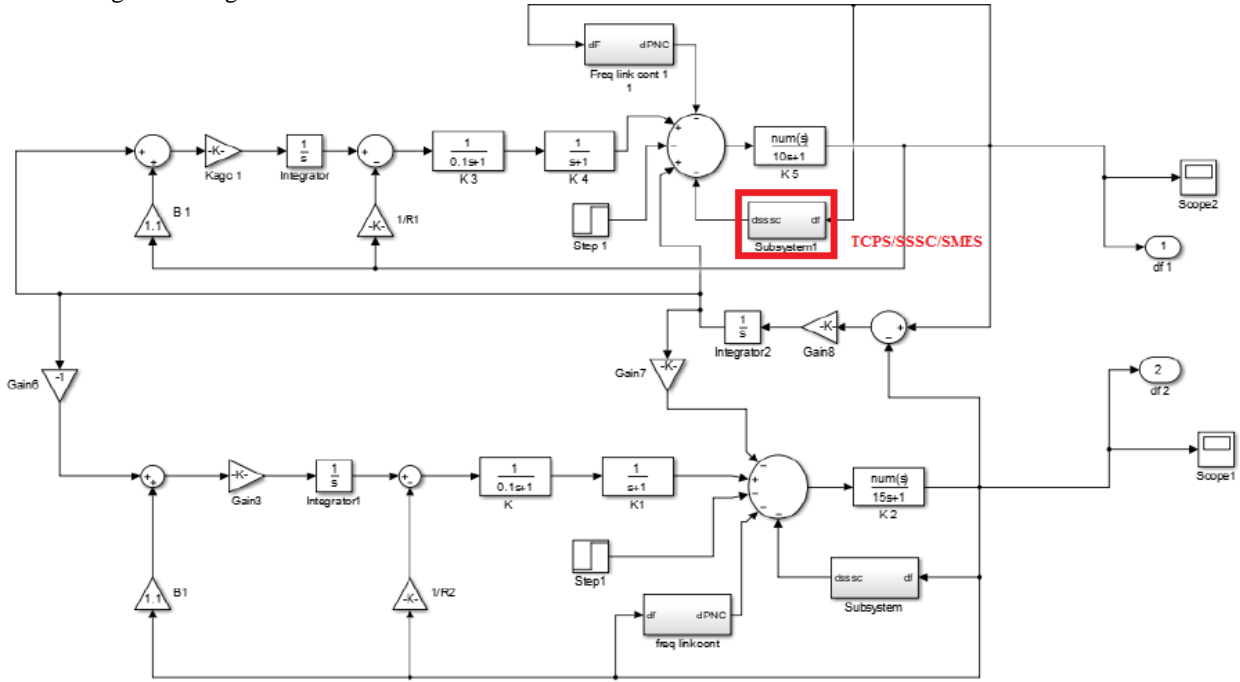 dF dPNC
Freq link cont 1
1
-K-
Kagc 1
1
s
Integrator
1
0.1s+1
K 3
1
s+1
K 4
num(s)
10s+1
K 5
1.1
B 1
-K-
1/R1
Step 1
dsssc df
Subsystem1
TCPS/SSSC/SMES
Scope2
1
df 1
1
s
Integrator2
-K-
Gain8
-1
Gain6
-K-
Gain7
2
df 2
-K-
Gain3
1
s
Integrator1
1
0.1s+1
K
1
s+1
K1
num(s)
15s+1
K 2
Scope1
Step1
dsssc df
Subsystem
1.1
B1
-K-
1/R2
df dPNC
freq link cont